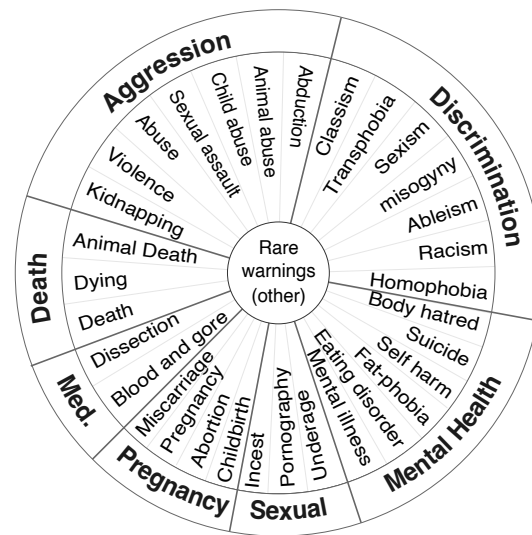 Aggression
Kidnapping
Violence
Abuse
Sexual assault
Child abuse
Animal abuse
Abduction
Discrimination
Classism
Transphobia
Sexism
misogyny
Ableism
Racism
Homophobia
Mental Health
Body hatred
Suicide
Self harm
Fat-phobia
Eating disorder
Mental illness
Sexual
Underage
Pornography
Incest
Pregnancy
Childbirth
Abortion
Pregnancy
Miscarriage
Med.
Blood and gore
Dissection
Death
Death
Dying
Animal Death
Rare
warnings
(other)